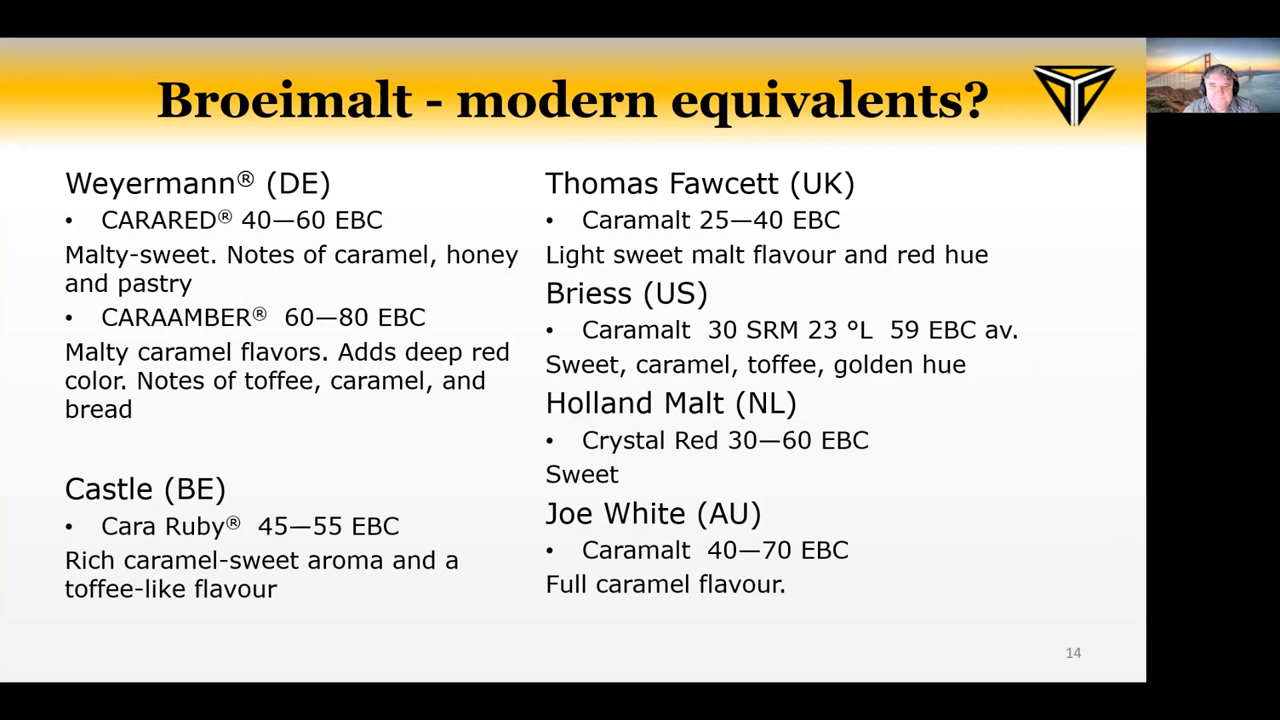 Broeimalt - modern equivalents?
Weyermann® (DE)
• CARARED® 40—60 EBC
Malty-sweet. Notes of caramel, honey
and pastry
• CARAAMBER® 60—80 EBC
Malty caramel flavors. Adds deep red
color. Notes of toffee, caramel, and
bread
Castle (BE)
• Cara Ruby® 45—55 EBC
Rich caramel-sweet aroma and a
toffee-like flavour
Thomas Fawcett (UK)
• Caramalt 25—40 EBC
Light sweet malt flavour and red hue
Briess (US)
• Caramalt 30 SRM 23 °L 59 EBC av.
Sweet, caramel, toffee, golden hue
Holland Malt (NL)
• Crystal Red 30—60 EBC
Sweet
Joe White (AU)
• Caramalt 40—70 EBC
Full caramel flavour.
14